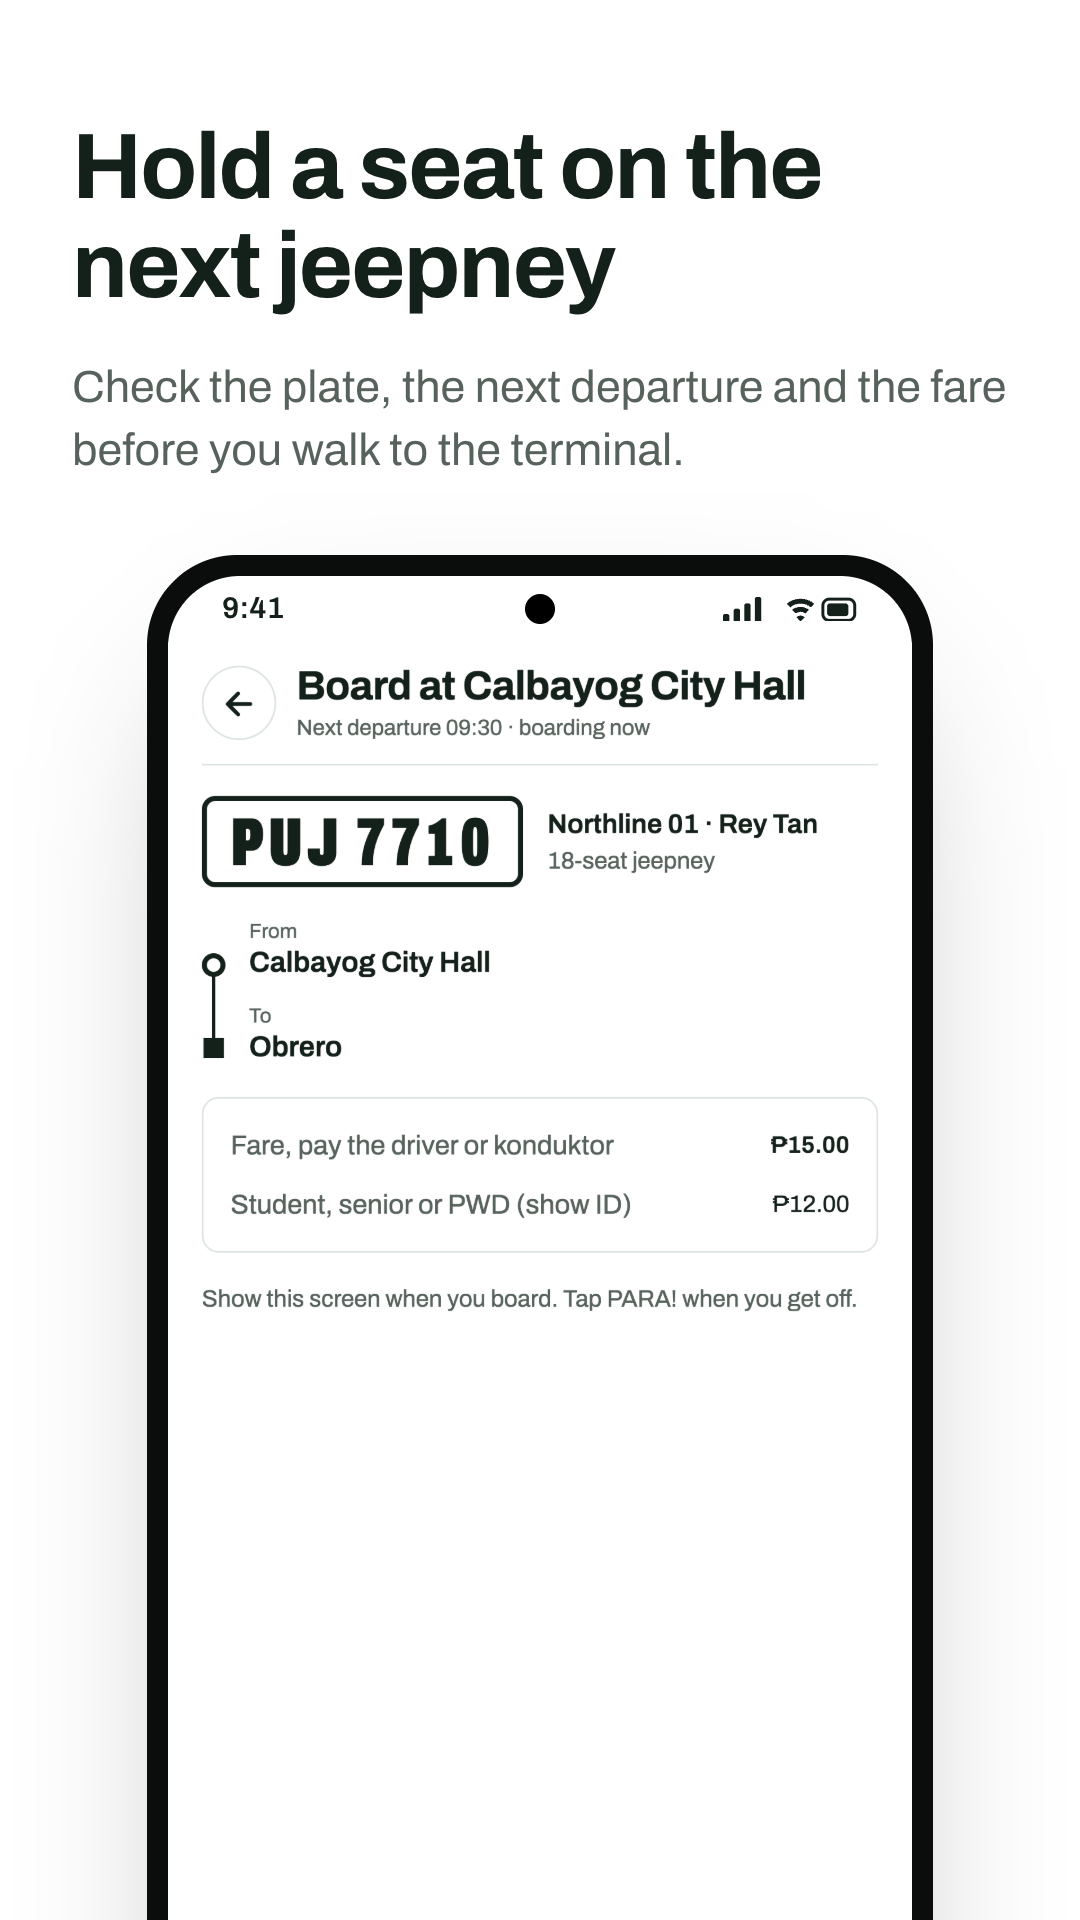 Hold a seat on the
next jeepney
Check the plate, the next departure and the fare
before you walk to the terminal.
9:41
Board at Calbayog City Hall
Next departure 09:30 · boarding now
PUJ 7710
Northline 01 · Rey Tan
18-seat jeepney
From
Calbayog City Hall
To
Obrero
Fare, pay the driver or konduktor ₱15.00
Student, senior or PWD (show ID) ₱12.00
Show this screen when you board. Tap PARA! when you get off.